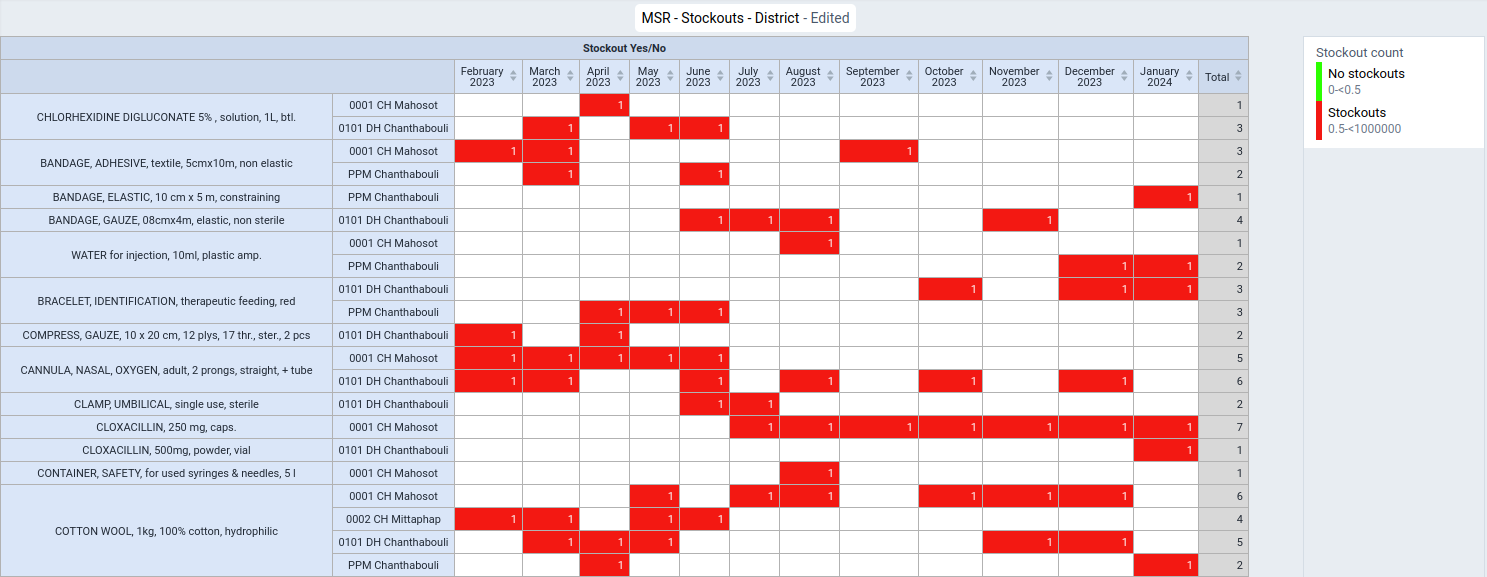 MSR - Stockouts - District - Edited
Stockout Yes/No
February 2023 March 2023 April 2023 May 2023 June 2023 July 2023 August 2023 September 2023 October 2023 November 2023 December 2023 January 2024 Total
CHLORHEXIDINE DIGLUCONATE 5% , solution, 1L, btl.
0001 CH Mahosot 1 1
0101 DH Chanthabouli 1 1 1 3
BANDAGE, ADHESIVE, textile, 5cmx10m, non elastic
0001 CH Mahosot 1 1 1 3
PPM Chanthabouli 1 1 2
BANDAGE, ELASTIC, 10 cm x 5 m, constraining
PPM Chanthabouli 1 1
BANDAGE, GAUZE, 08cmx4m, elastic, non sterile
0101 DH Chanthabouli 1 1 1 1 4
WATER for injection, 10ml, plastic amp.
0001 CH Mahosot 1 1
PPM Chanthabouli 1 1 2
BRACELET, IDENTIFICATION, therapeutic feeding, red
0101 DH Chanthabouli 1 1 1 3
PPM Chanthabouli 1 1 1 3
COMPRESS, GAUZE, 10 x 20 cm, 12 plys, 17 thr., ster., 2 pcs
0101 DH Chanthabouli 1 1 2
CANNULA, NASAL, OXYGEN, adult, 2 prongs, straight, + tube
0001 CH Mahosot 1 1 1 1 1 5
0101 DH Chanthabouli 1 1 1 1 1 1 6
CLAMP, UMBILICAL, single use, sterile
0101 DH Chanthabouli 1 1 2
CLOXACILLIN, 250 mg, caps.
0001 CH Mahosot 1 1 1 1 1 1 1 7
CLOXACILLIN, 500mg, powder, vial
0101 DH Chanthabouli 1 1
CONTAINER, SAFETY, for used syringes & needles, 5 l
0001 CH Mahosot 1 1
COTTON WOOL, 1kg, 100% cotton, hydrophilic
0001 CH Mahosot 1 1 1 1 1 1 6
0002 CH Mittaphap 1 1 1 1 4
0101 DH Chanthabouli 1 1 1 1 1 5
PPM Chanthabouli 1 1 2
Stockout count
No stockouts
0-<0.5
Stockouts
0.5-<1000000